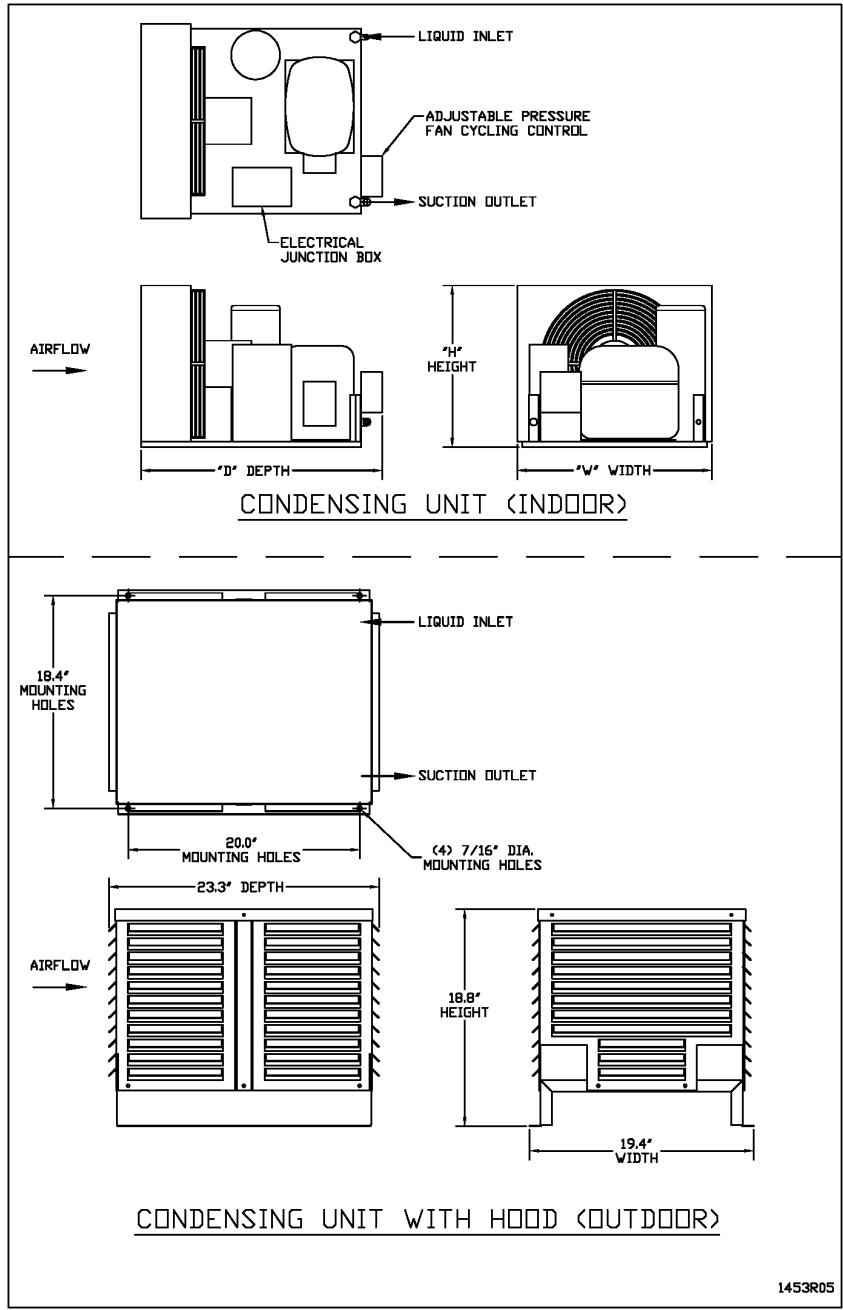 LIQUID INLET
ADJUSTABLE PRESSURE
FAN CYCLING CONTROL
SUCTION OUTLET
ELECTRICAL
JUNCTION BOX
AIRFLOW
"H"
HEIGHT
"D" DEPTH
"W" WIDTH
CONDENSING UNIT (INDOOR)
LIQUID INLET
18.4"
MOUNTING
HOLES
SUCTION OUTLET
20.0"
MOUNTING HOLES
(4) 7/16" DIA.
MOUNTING HOLES
23.3" DEPTH
AIRFLOW
18.8"
HEIGHT
19.4"
WIDTH
CONDENSING UNIT WITH HOOD (OUTDOOR)
1453R05